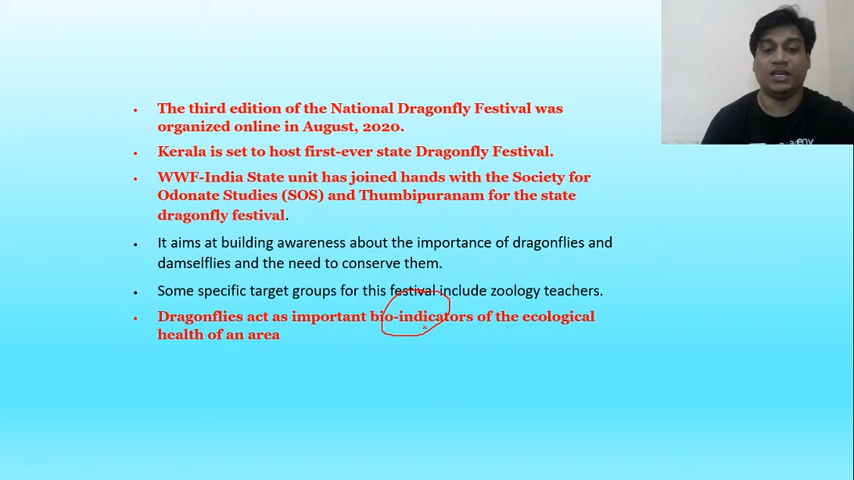 The third edition of the National Dragonfly Festival was
organized online in August, 2020.
Kerala is set to host first-ever state Dragonfly Festival.
WWF-India State unit has joined hands with the Society for
Odonate Studies (SOS) and Thumbipuranam for the state
dragonfly festival.
It aims at building awareness about the importance of dragonflies and
damselflies and the need to conserve them.
Some specific target groups for this festival include zoology teachers.
Dragonflies act as important bio-indicators of the ecological
health of an area